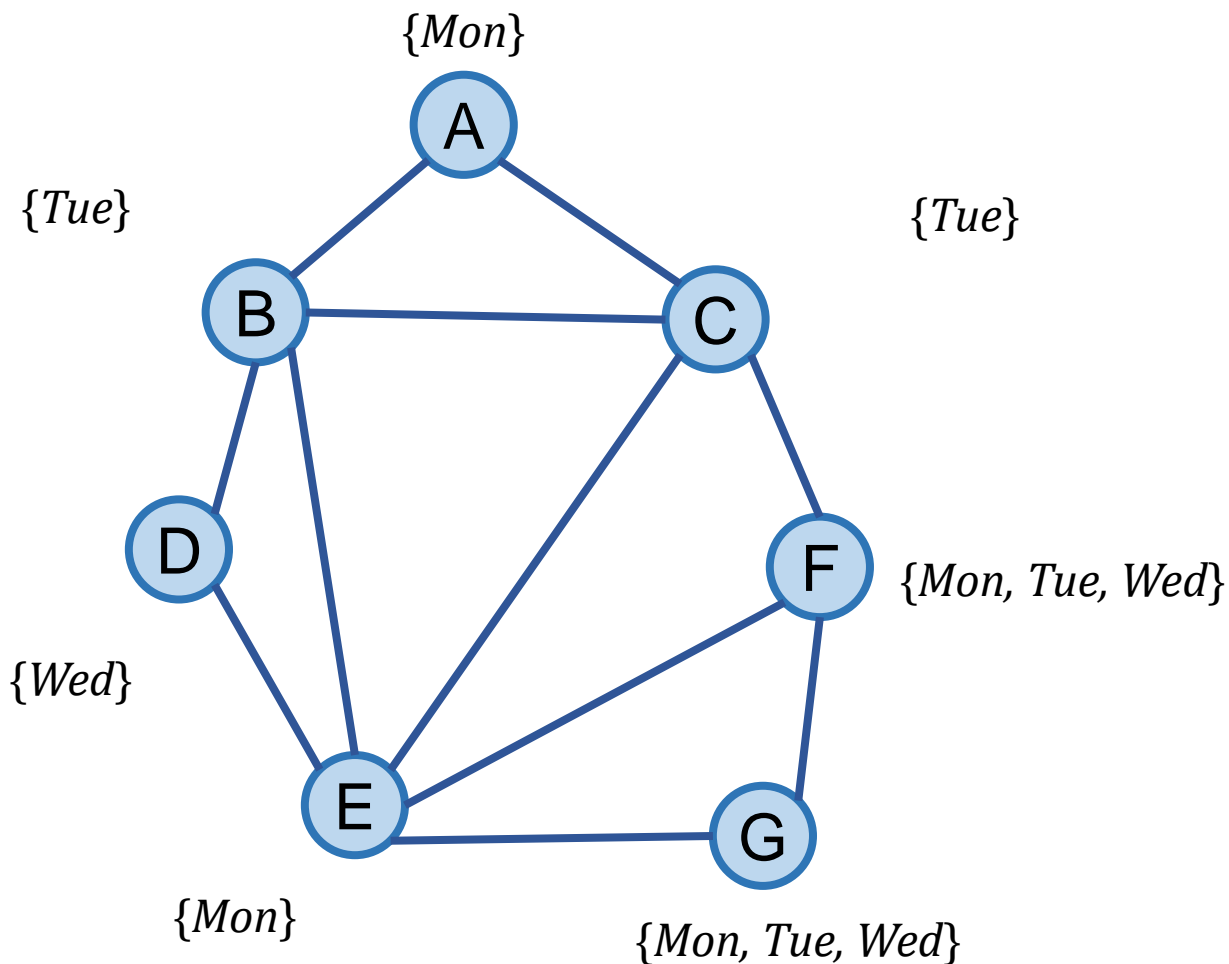 {Mon}
A
{Tue}
{Tue}
B
C
D
F
{Mon, Tue, Wed}
{Wed}
E
G
{Mon}
{Mon, Tue, Wed}